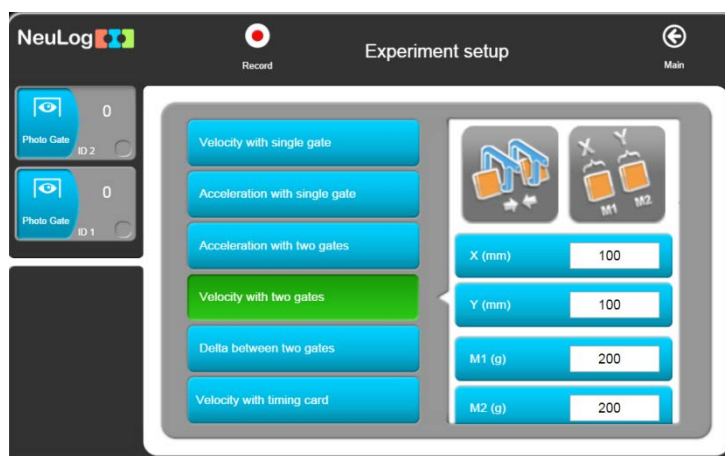 NeuLog
Record
Experiment setup
Main
0
Photo Gate
ID 2
0
Photo Gate
ID 1
Velocity with single gate
Acceleration with single gate
Acceleration with two gates
Velocity with two gates
Delta between two gates
Velocity with timing card
X Y
M1 M2
X (mm) 100
Y (mm) 100
M1 (g) 200
M2 (g) 200